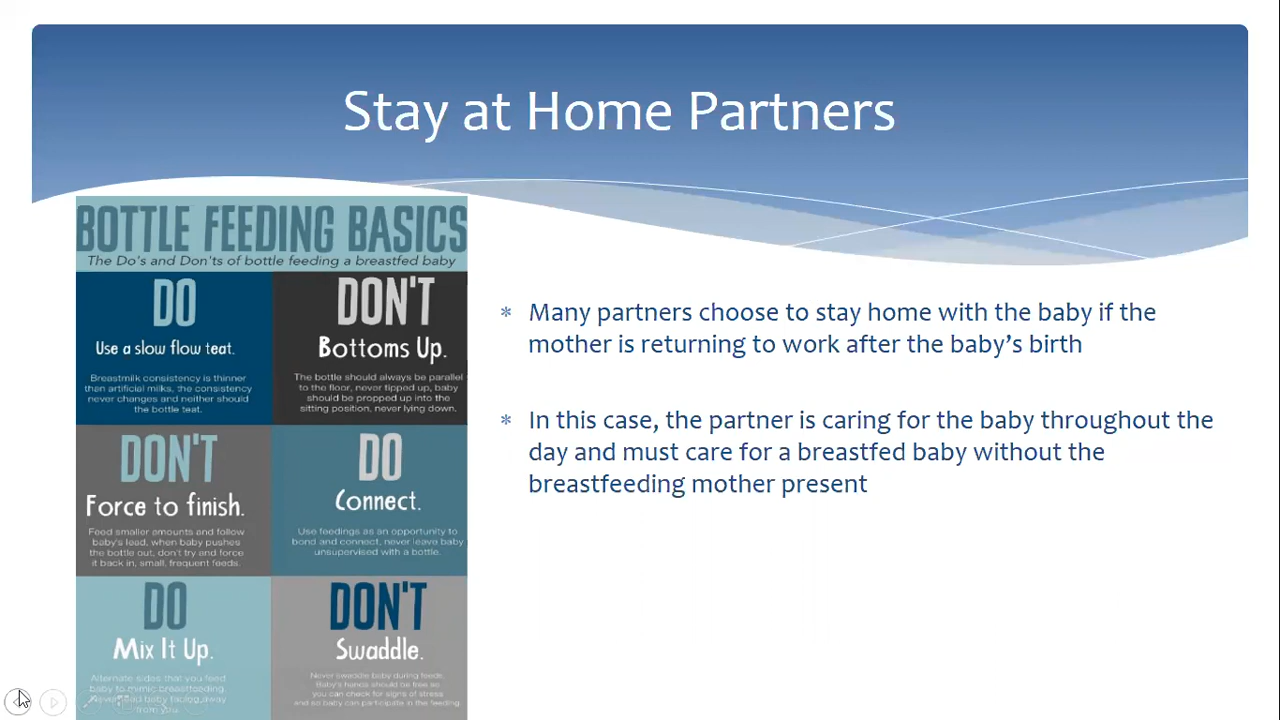 Stay at Home Partners
BOTTLE FEEDING BASICS
The Do's and Don'ts of bottle feeding a breastfed baby
DO
Use a slow flow teat.
Breastmilk consistency is thinner
then artificial milks, the consistency
never changes and neither should
the bottle teat.
DON'T
Bottoms Up.
The bottle should always be parallel
to the floor, never tipped up, baby
should be propped up into the
sitting position, never lying down.
DON'T
Force to finish.
Feed smaller amounts and follow
baby's lead, when baby pushes
the bottle out, don't try and force
it back in, small, frequent feeds.
DO
Connect.
Use feedings as an opportunity to
bond and connect, never leave baby
unsupervised with a bottle.
DO
Mix It Up.
Alternate sides that you feed
baby to mimic breastfeeding.
Never feed baby facing away
from you.
DON'T
Swaddle.
Never swaddle baby during feeds.
Baby's hands should be free so
you can check for signs of stress
and so baby can participate in the feeding.
* Many partners choose to stay home with the baby if the
mother is returning to work after the baby's birth
* In this case, the partner is caring for the baby throughout the
day and must care for a breastfed baby without the
breastfeeding mother present